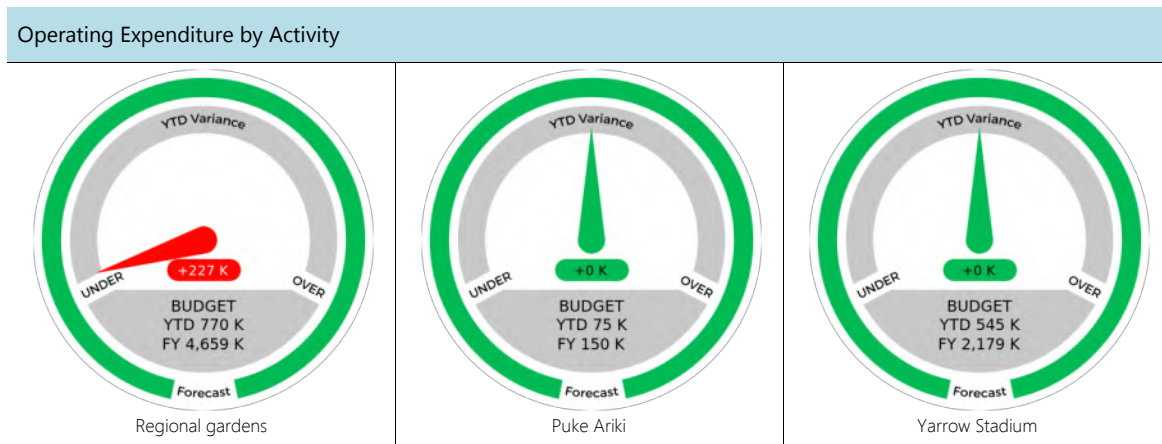 Operating Expenditure by Activity
YTD Variance
+227 K
UNDER
OVER
BUDGET
YTD 770 K
FY 4,659 K
Forecast
Regional gardens
YTD Variance
+0 K
UNDER
OVER
BUDGET
YTD 75 K
FY 150 K
Forecast
Puke Ariki
YTD Variance
+0 K
UNDER
OVER
BUDGET
YTD 545 K
FY 2,179 K
Forecast
Yarrow Stadium